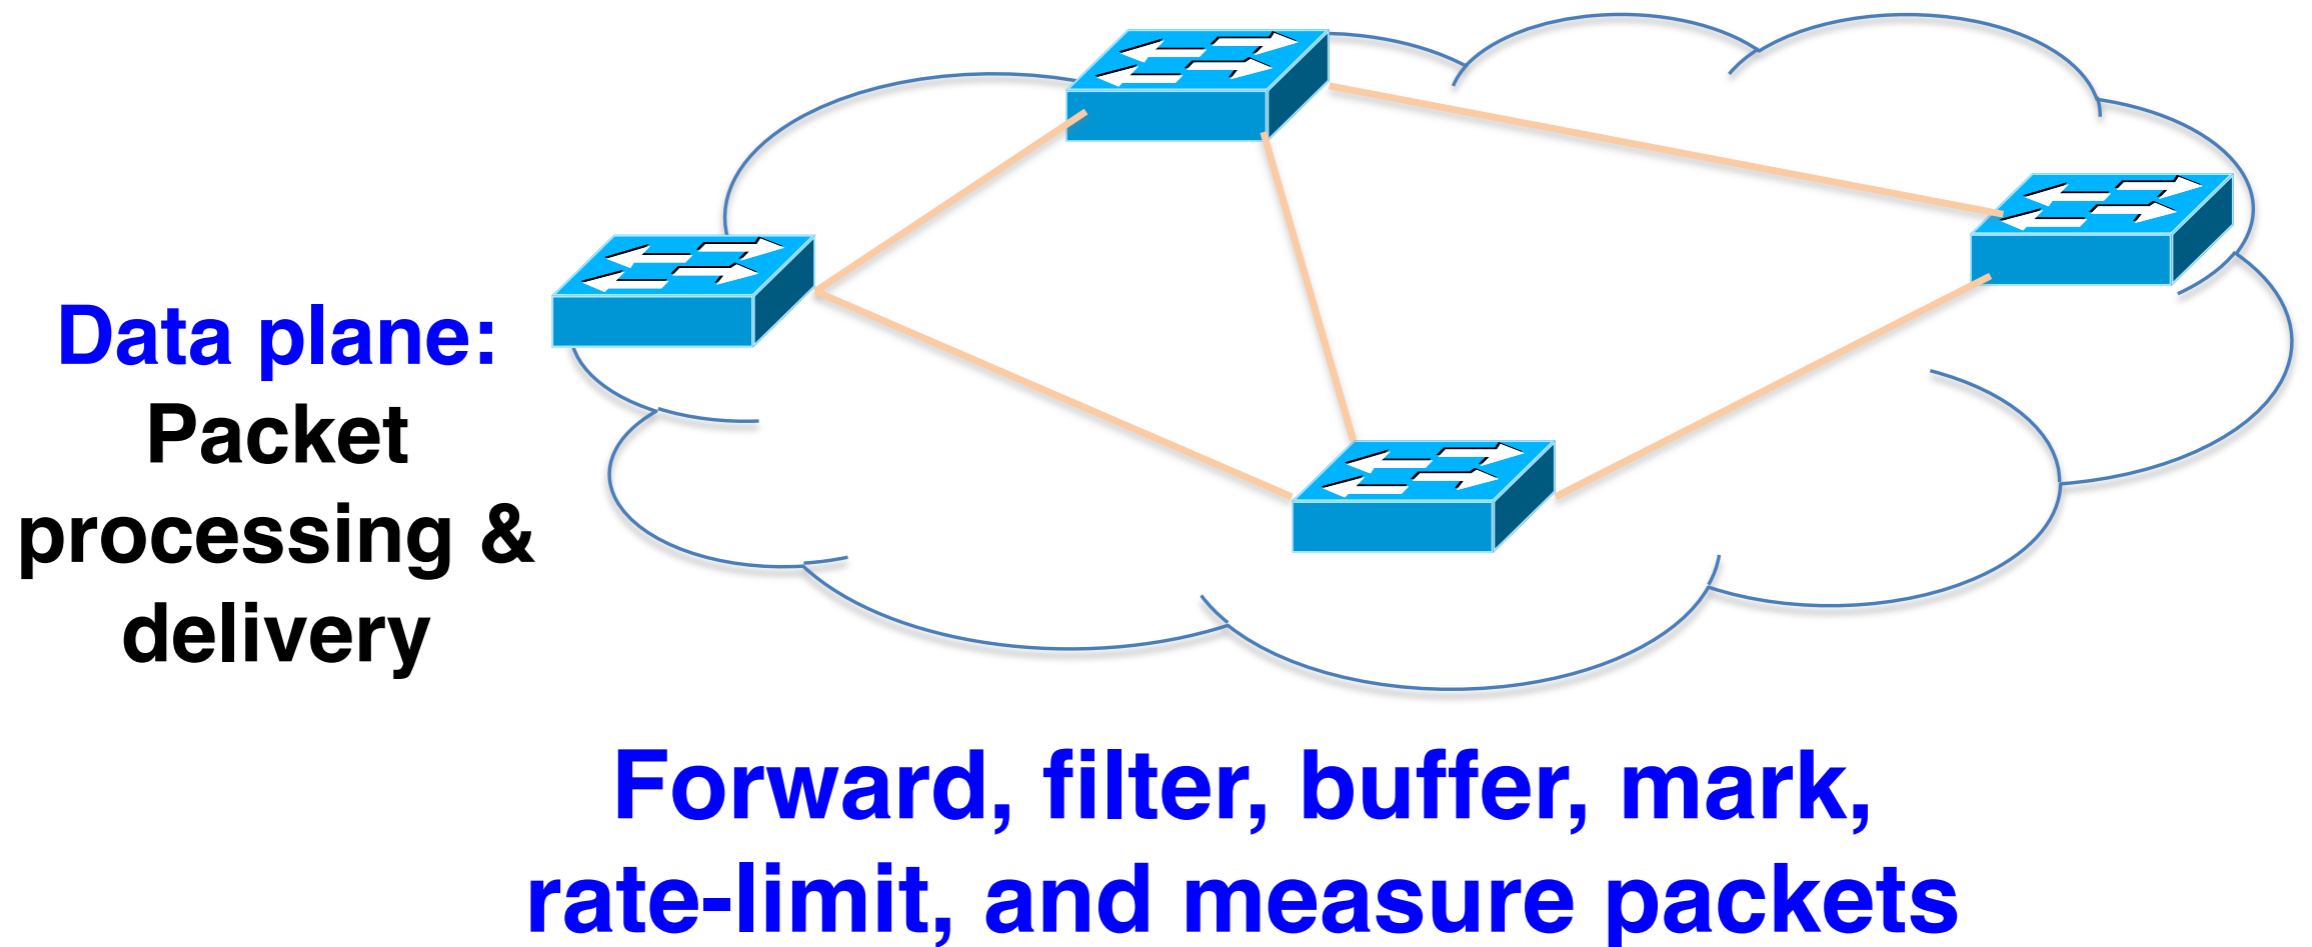 Data plane:
Packet
processing &
delivery
Forward, filter, buffer, mark,
rate-limit, and measure packets